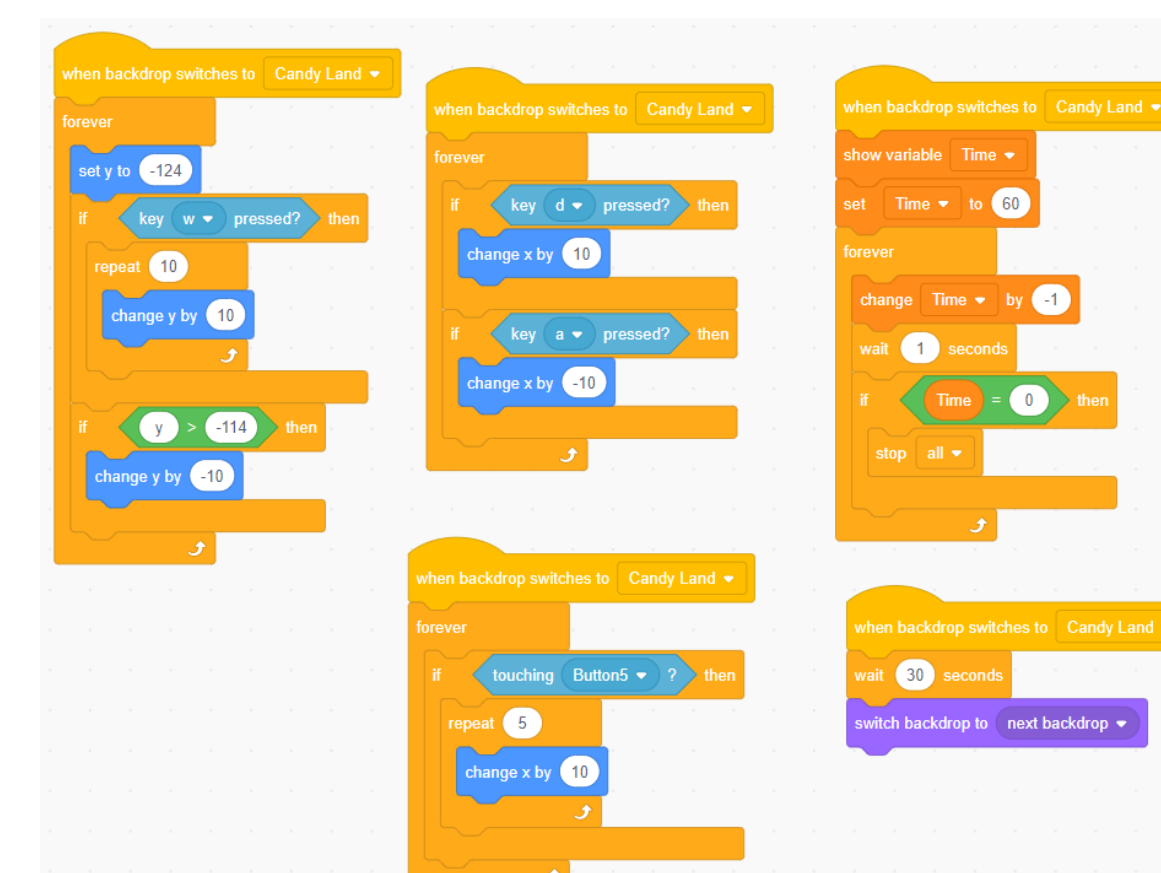 when backdrop switches to Candy Land
forever
set y to -124
if key w pressed? then
repeat 10
change y by 10
if y > -114 then
change y by -10
when backdrop switches to Candy Land
forever
if key d pressed? then
change x by 10
if key a pressed? then
change x by -10
when backdrop switches to Candy Land
forever
if touching Button5 ? then
repeat 5
change x by 10
when backdrop switches to Candy Land
show variable Time
set Time to 60
forever
change Time by -1
wait 1 seconds
if Time = 0 then
stop all
when backdrop switches to Candy Land
wait 30 seconds
switch backdrop to next backdrop